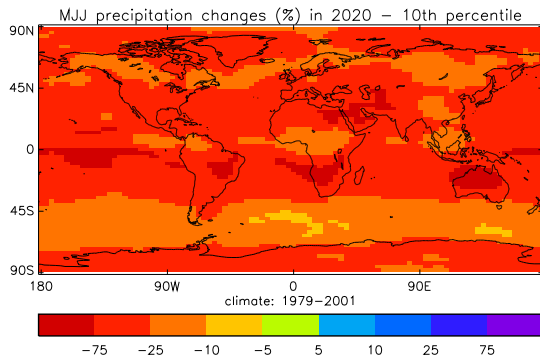 MJJ precipitation changes (%) in 2020 − 10th percentile
90N
45N
0
45S
90S
180 90W 0 90E
climate: 1979−2001
−75 −25 −10 −5 5 10 25 75